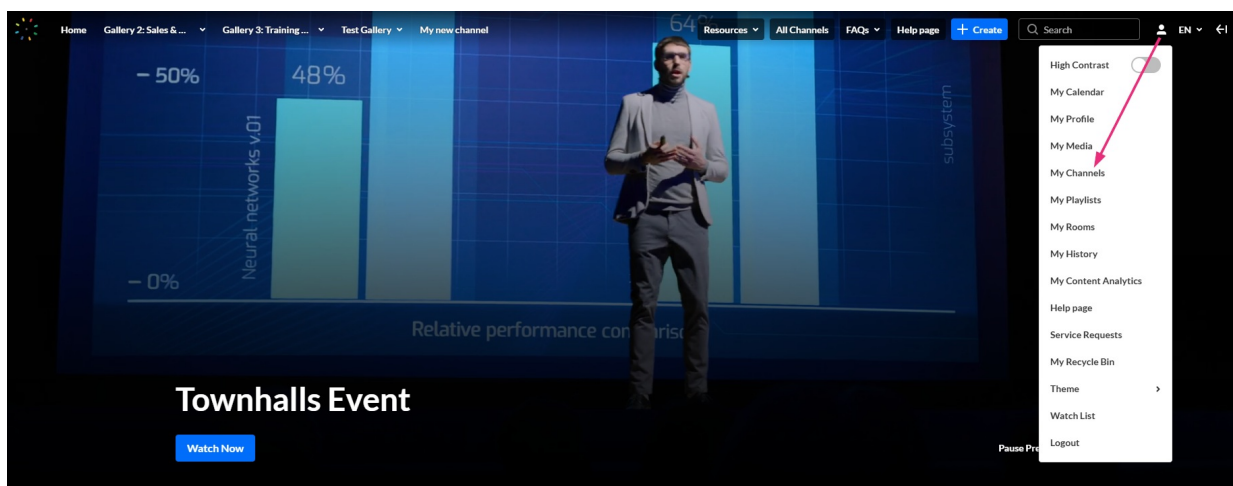 Home
Gallery 2: Sales & ...
Gallery 3: Training ...
Test Gallery
My new channel
Resources
All Channels
FAQs
Help page
+ Create
Search
EN
64%
– 50%
48%
Neural networks v.01
subsystem
– 0%
Relative performance comparison
Townhalls Event
Watch Now
Pause Pre
High Contrast
My Calendar
My Profile
My Media
My Channels
My Playlists
My Rooms
My History
My Content Analytics
Help page
Service Requests
My Recycle Bin
Theme
Watch List
Logout